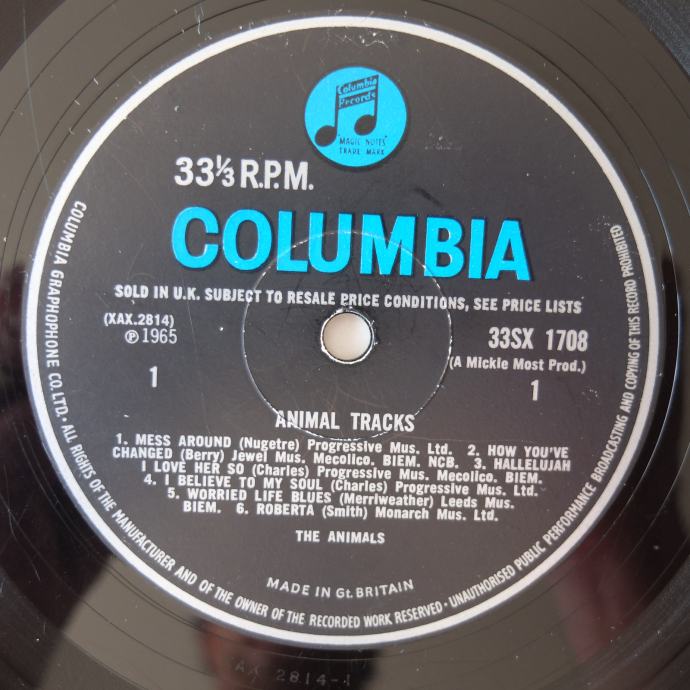 Columbia
Records
"MAGIC NOTES"
TRADE MARK
33⅓ R.P.M.
COLUMBIA
SOLD IN U.K. SUBJECT TO RESALE PRICE CONDITIONS, SEE PRICE LISTS
(XAX.2814)
℗ 1965
33SX 1708
(A Mickie Most Prod.)
1
1
ANIMAL TRACKS
1. MESS AROUND (Nugetre) Progressive Mus. Ltd. 2. HOW YOU'VE
CHANGED (Berry) Jewel Mus. Mecolico. BIEM. NCB. 3. HALLELUJAH
I LOVE HER SO (Charles) Progressive Mus. Mecolico. BIEM.
4. I BELIEVE TO MY SOUL (Charles) Progressive Mus. Ltd.
5. WORRIED LIFE BLUES (Merriweather) Leeds Mus.
BIEM. 6. ROBERTA (Smith) Monarch Mus. Ltd.
THE ANIMALS
MADE IN Gt. BRITAIN
COLUMBIA GRAPHOPHONE CO. LTD. · ALL RIGHTS OF THE MANUFACTURER AND OF THE OWNER OF THE RECORDED WORK RESERVED · UNAUTHORISED PUBLIC PERFORMANCE BROADCASTING AND COPYING OF THIS RECORD PROHIBITED
AX 2814-1